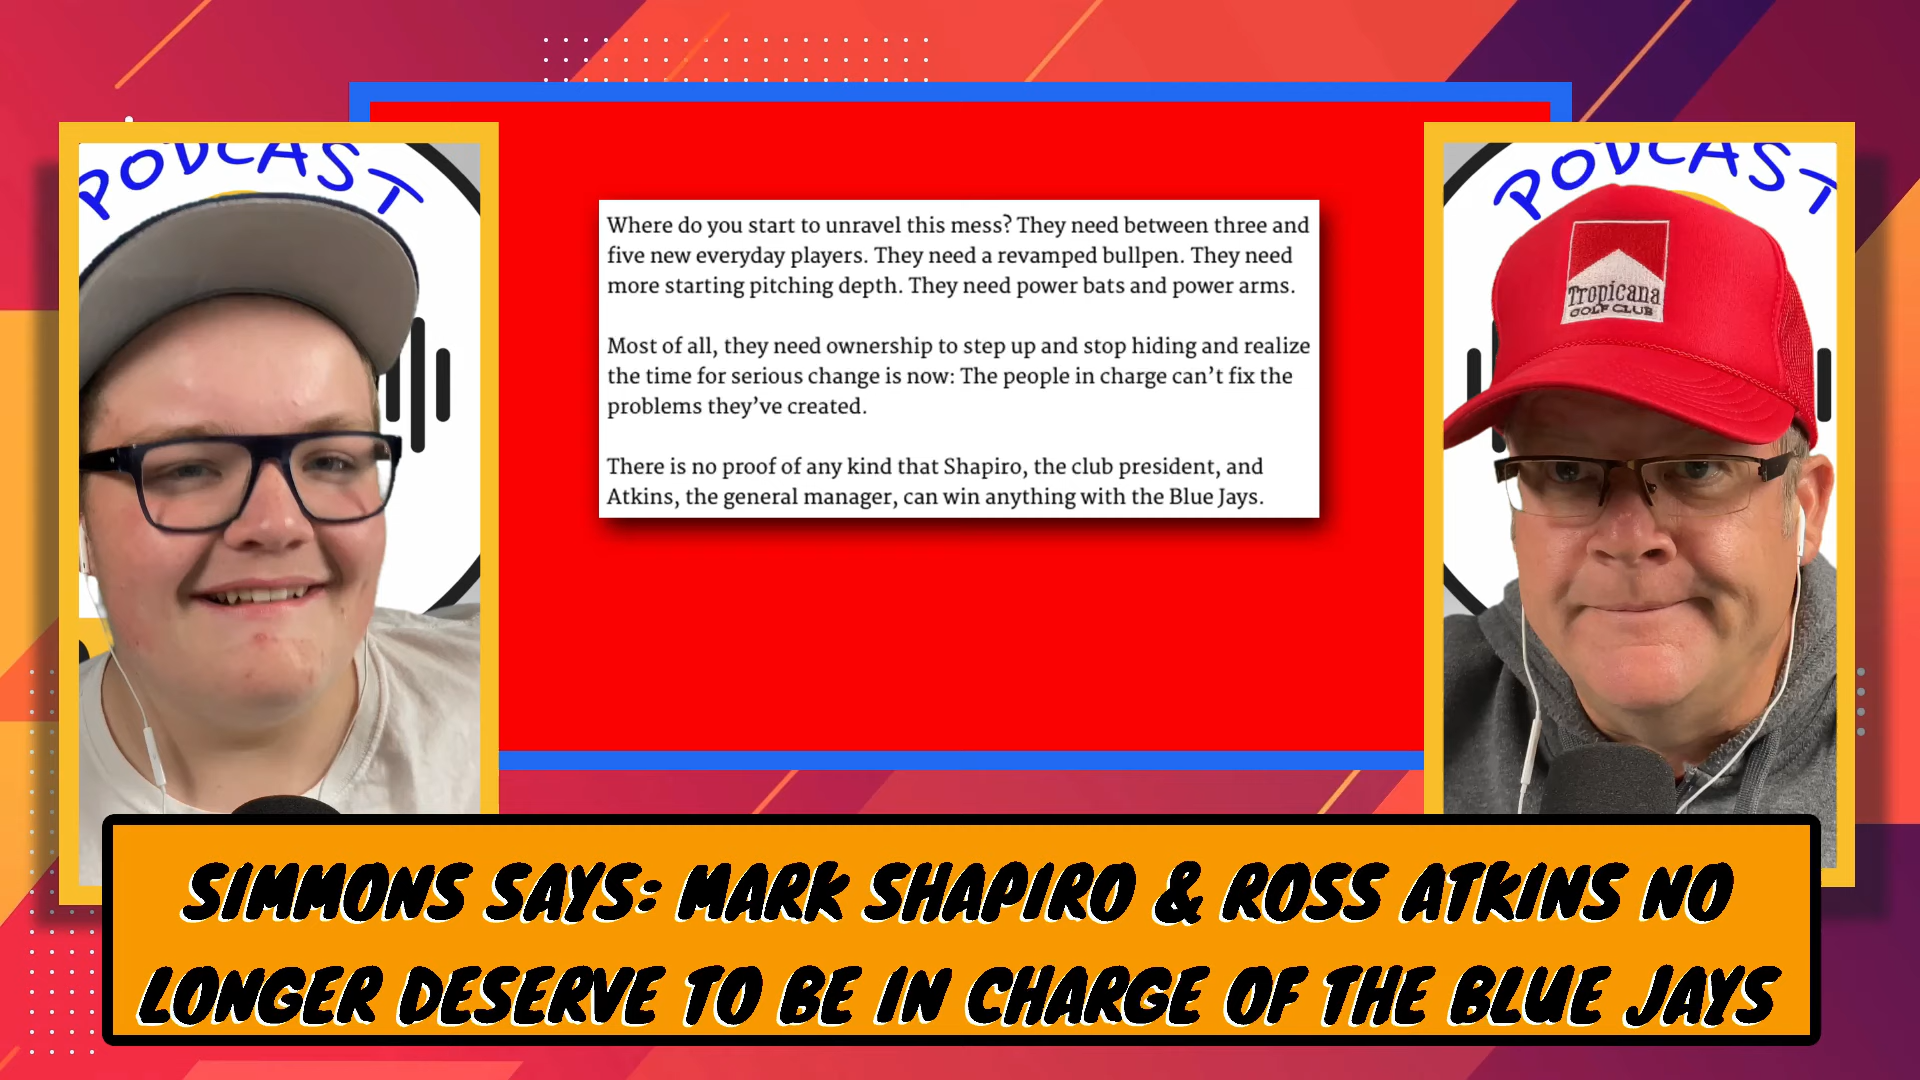 PODCAST
PODCAST
Tropicana
GOLF CLUB
Where do you start to unravel this mess? They need between three and
five new everyday players. They need a revamped bullpen. They need
more starting pitching depth. They need power bats and power arms.
Most of all, they need ownership to step up and stop hiding and realize
the time for serious change is now: The people in charge can’t fix the
problems they’ve created.
There is no proof of any kind that Shapiro, the club president, and
Atkins, the general manager, can win anything with the Blue Jays.
SIMMONS SAYS: MARK SHAPIRO & ROSS ATKINS NO
LONGER DESERVE TO BE IN CHARGE OF THE BLUE JAYS